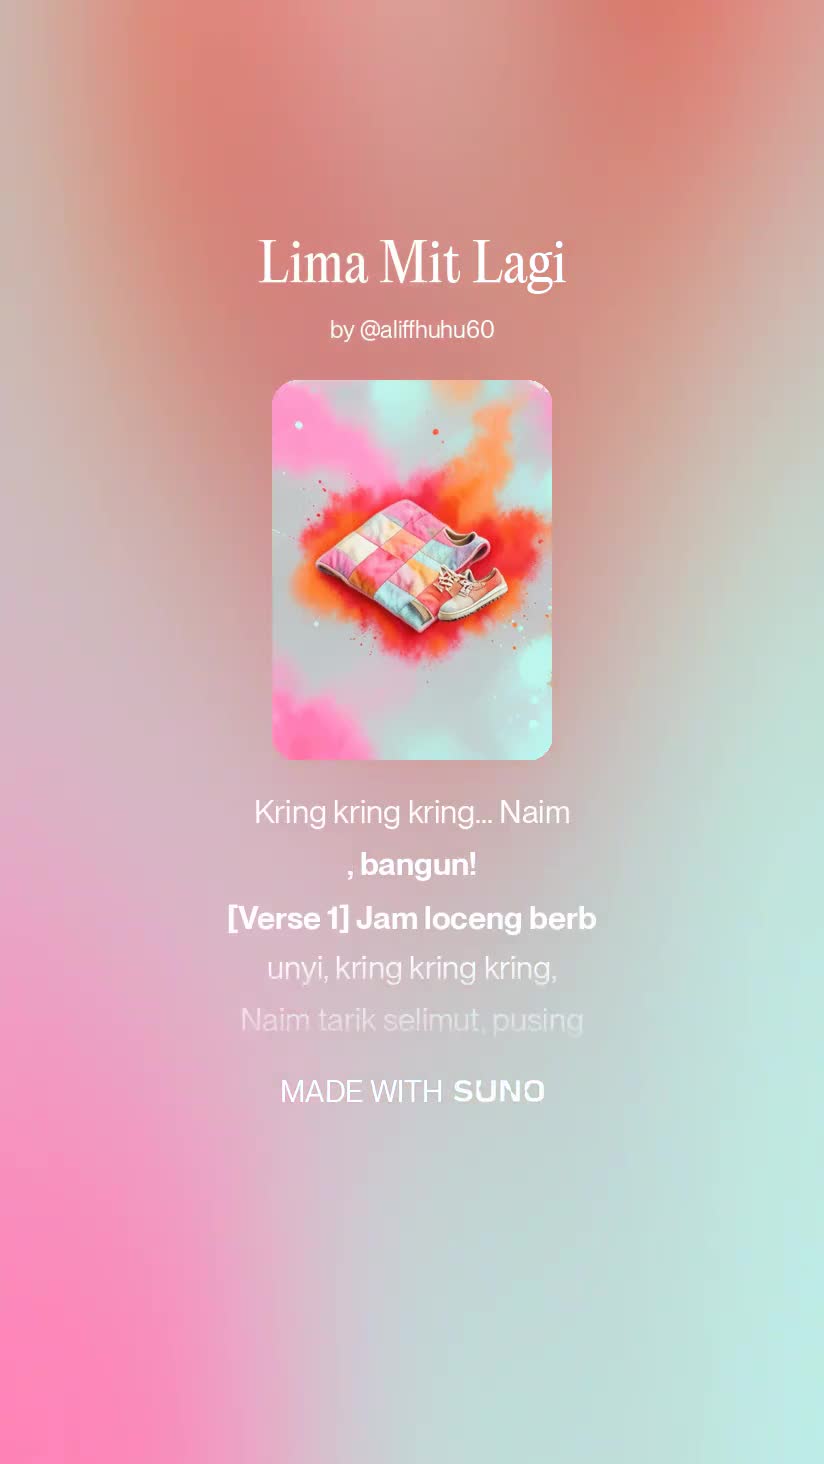 Lima Mit Lagi
by @aliffhuhu60
Kring kring kring... Naim
, bangun!
[Verse 1] Jam loceng berb
unyi, kring kring kring,
Naim tarik selimut, pusing
MADE WITH SUNO